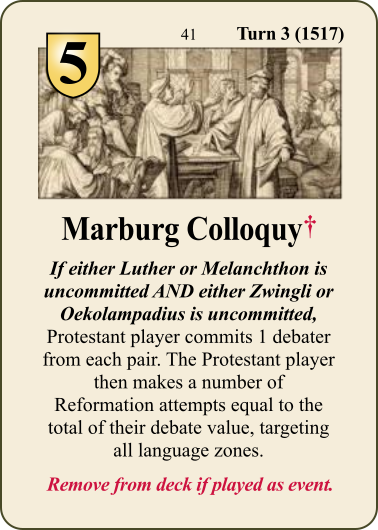 5
41 Turn 3 (1517)
Marburg Colloquy†
If either Luther or Melanchthon is
uncommitted AND either Zwingli or
Oekolampadius is uncommitted,
Protestant player commits 1 debater
from each pair. The Protestant player
then makes a number of
Reformation attempts equal to the
total of their debate value, targeting
all language zones.
Remove from deck if played as event.